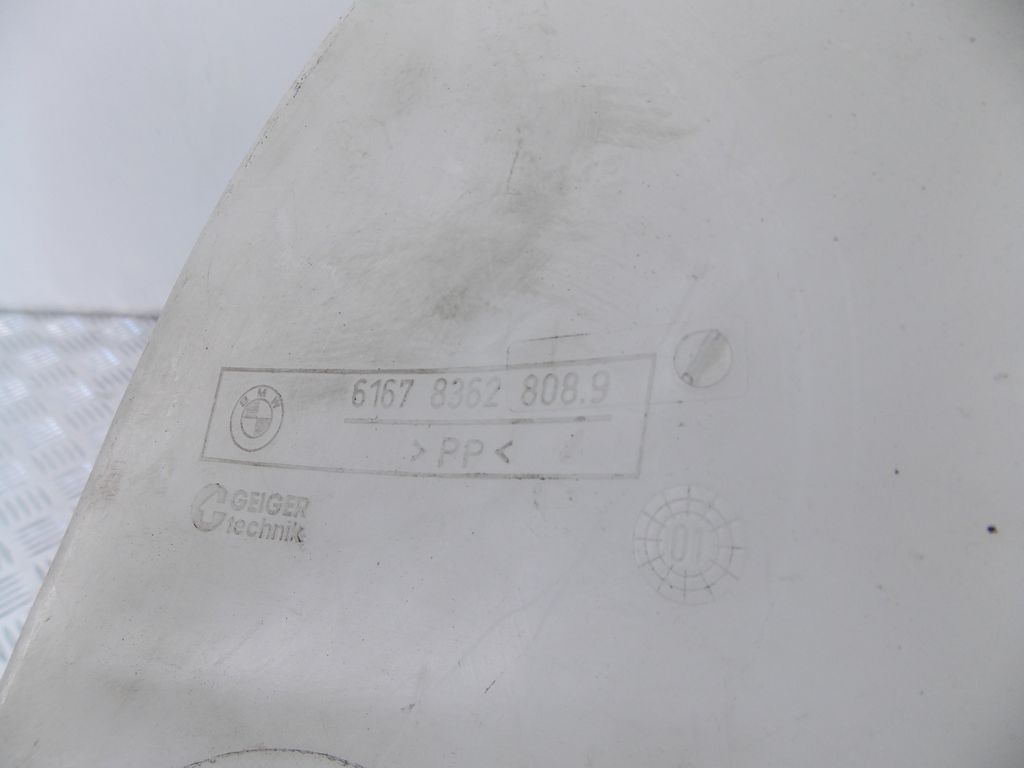 BMW
6167 8362 808.9
>PP<
GEIGER
technik
01